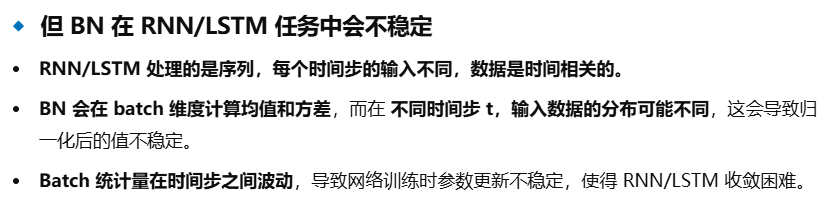 🔹 但 BN 在 RNN/LSTM 任务中会不稳定
• RNN/LSTM 处理的是序列，每个时间步的输入不同，数据是时间相关的。
• BN 会在 batch 维度计算均值和方差，而在 不同时间步 t，输入数据的分布可能不同，这会导致归
一化后的值不稳定。
• Batch 统计量在时间步之间波动，导致网络训练时参数更新不稳定，使得 RNN/LSTM 收敛困难。